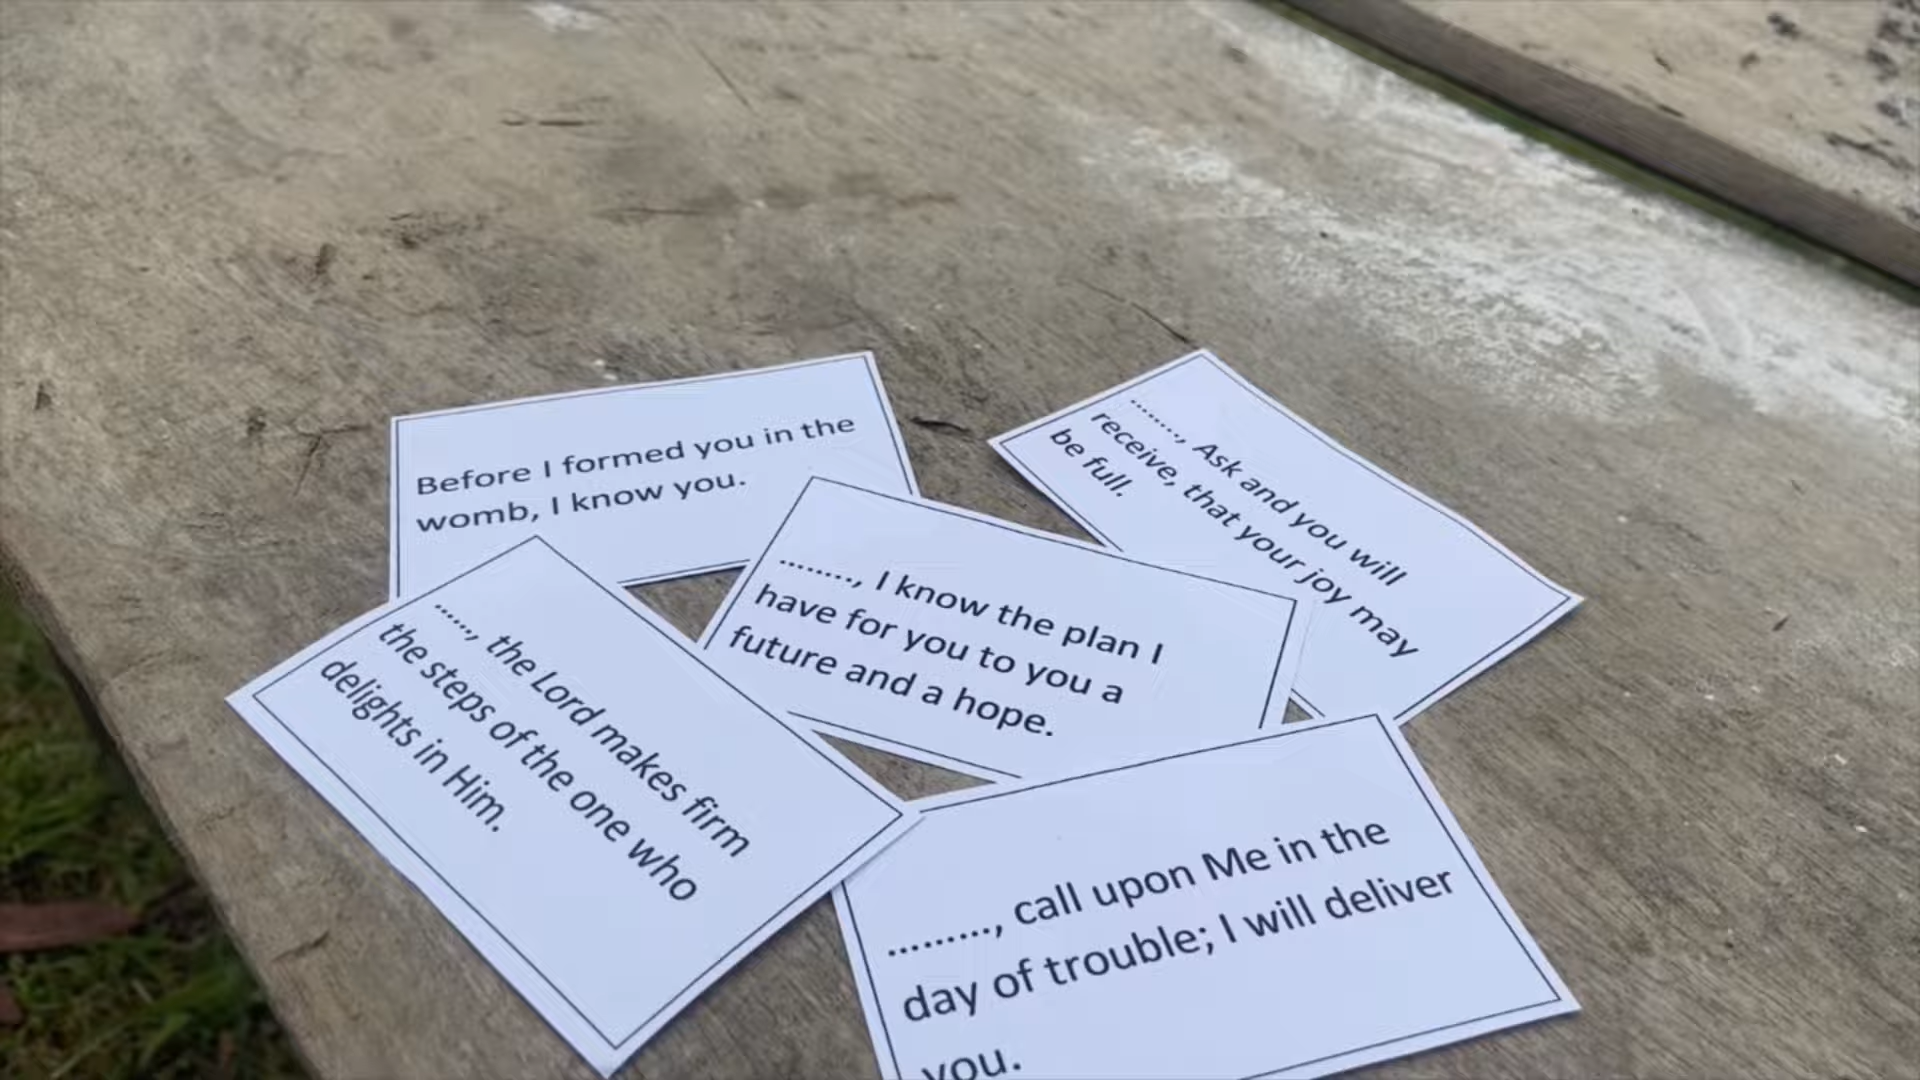 Before I formed you in the
womb, I know you.
......., Ask and you will
receive, that your joy may
be full.
........, I know the plan I
have for you to you a
future and a hope.
......, the Lord makes firm
the steps of the one who
delights in Him.
........., call upon Me in the
day of trouble; I will deliver
you.